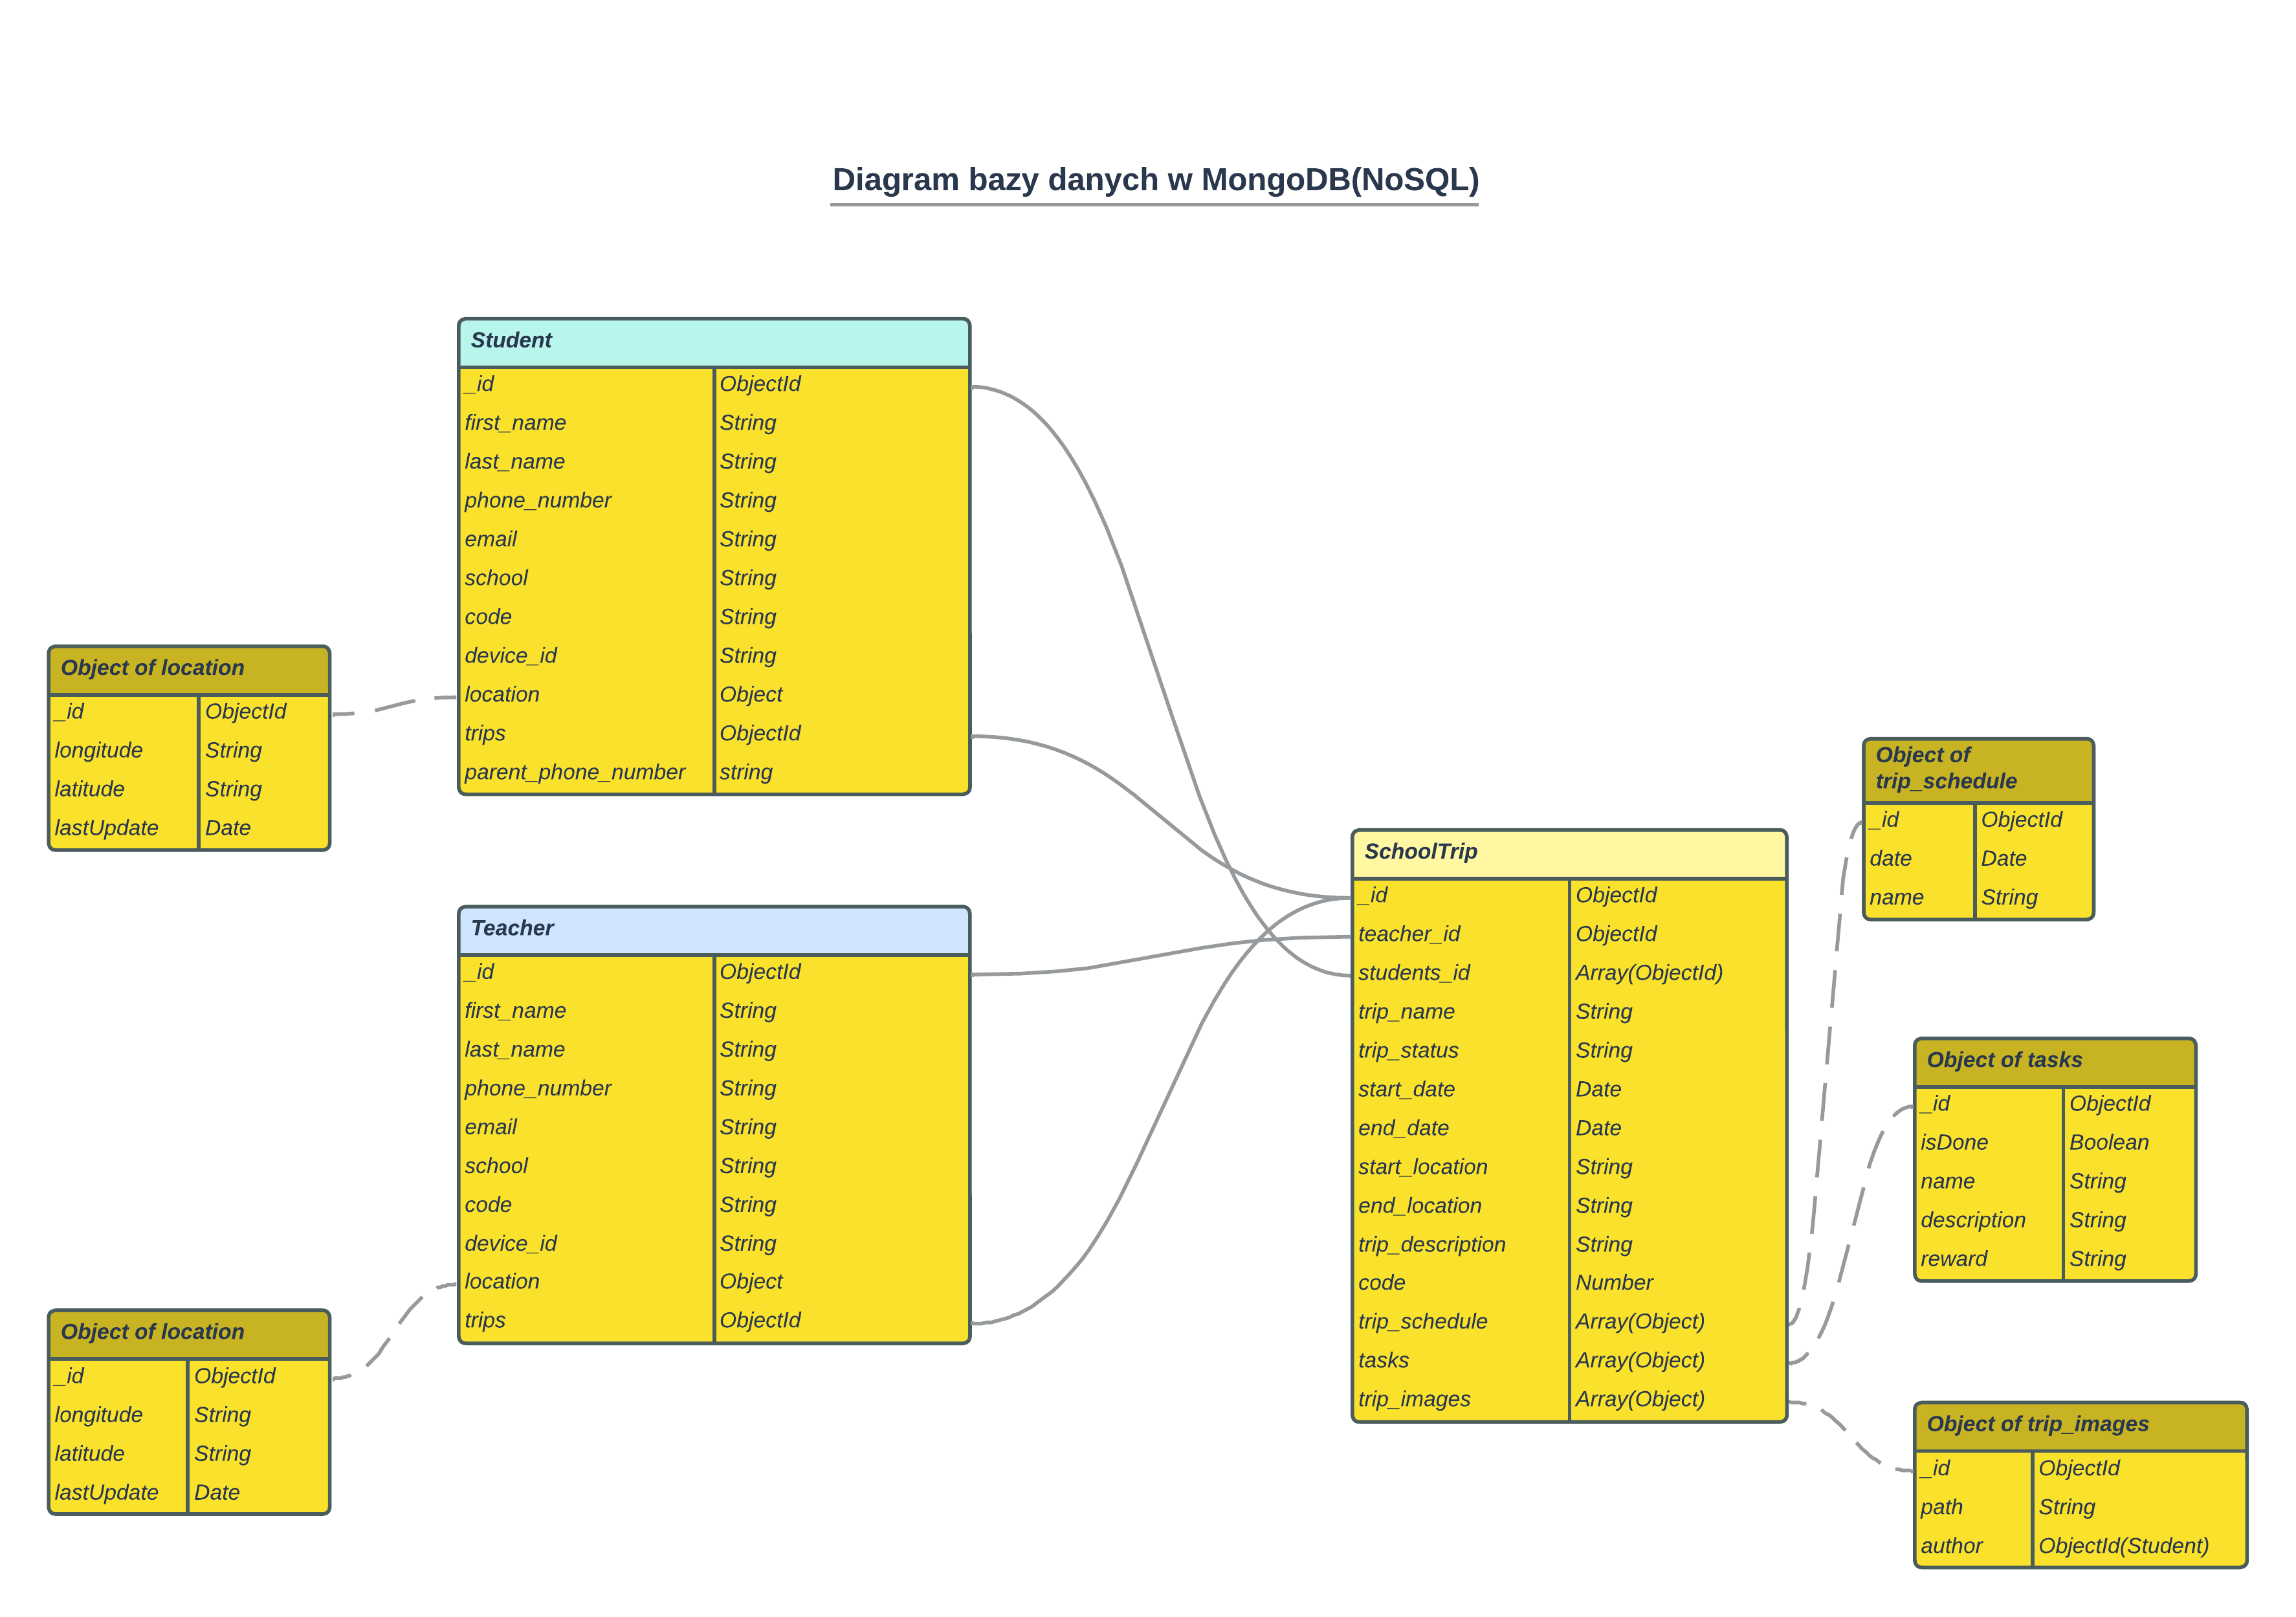 Diagram bazy danych w MongoDB(NoSQL)
Student
_id ObjectId
first_name String
last_name String
phone_number String
email String
school String
code String
device_id String
location Object
trips ObjectId
parent_phone_number string
Object of location
_id ObjectId
longitude String
latitude String
lastUpdate Date
Teacher
_id ObjectId
first_name String
last_name String
phone_number String
email String
school String
code String
device_id String
location Object
trips ObjectId
Object of location
_id ObjectId
longitude String
latitude String
lastUpdate Date
SchoolTrip
_id ObjectId
teacher_id ObjectId
students_id Array(ObjectId)
trip_name String
trip_status String
start_date Date
end_date Date
start_location String
end_location String
trip_description String
code Number
trip_schedule Array(Object)
tasks Array(Object)
trip_images Array(Object)
Object of
trip_schedule
_id ObjectId
date Date
name String
Object of tasks
_id ObjectId
isDone Boolean
name String
description String
reward String
Object of trip_images
_id ObjectId
path String
author ObjectId(Student)